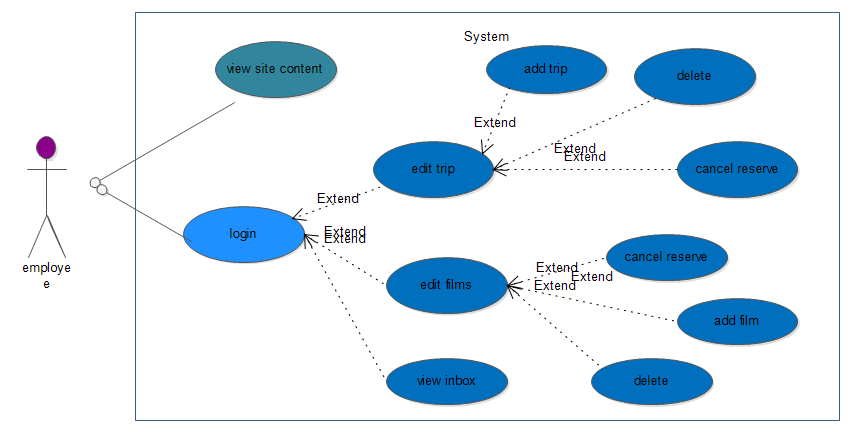 System
view site content
add trip
delete
Extend
Extend
Extend
edit trip
cancel reserve
Extend
login
Extend
Extend
employe
e
cancel reserve
Extend
Extend
Extend
edit films
add film
view inbox
delete